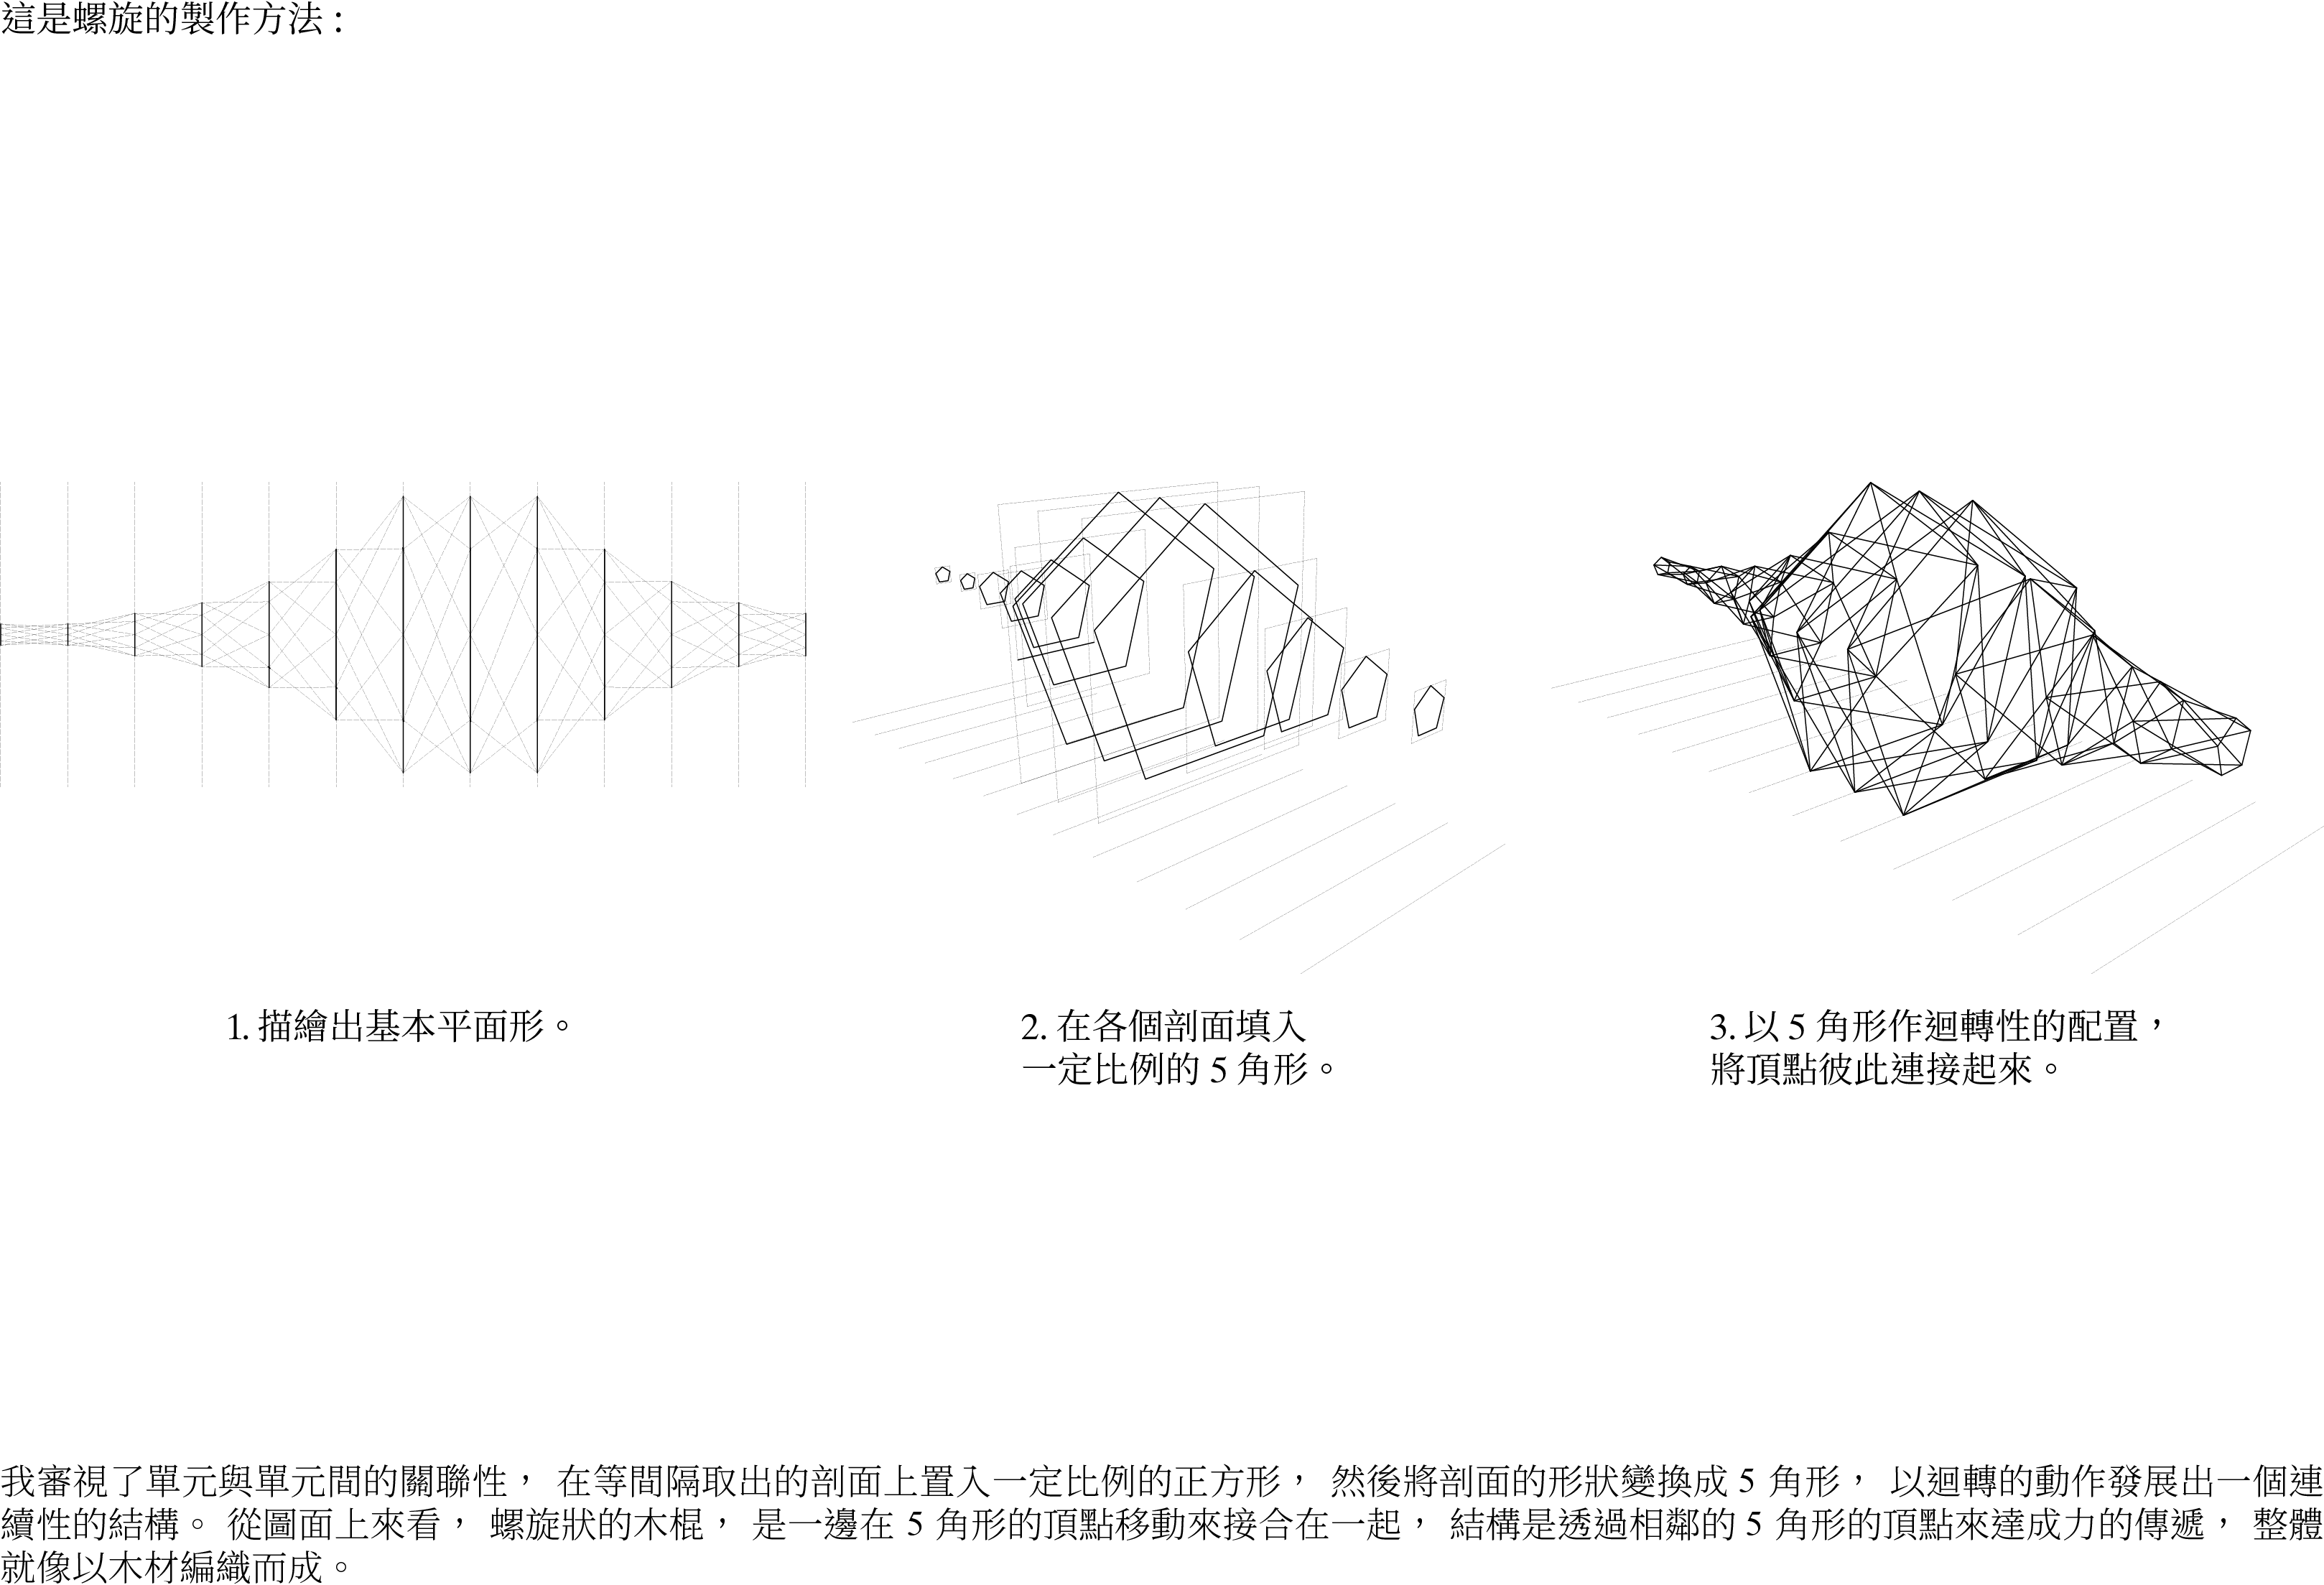 這是螺旋的製作方法：
1. 描繪出基本平面形。
2. 在各個剖面填入
一定比例的 5 角形。
3. 以 5 角形作迴轉性的配置，
將頂點彼此連接起來。
我審視了單元與單元間的關聯性， 在等間隔取出的剖面上置入一定比例的正方形， 然後將剖面的形狀變換成 5 角形， 以迴轉的動作發展出一個連
續性的結構。 從圖面上來看， 螺旋狀的木棍， 是一邊在 5 角形的頂點移動來接合在一起， 結構是透過相鄰的 5 角形的頂點來達成力的傳遞， 整體
就像以木材編織而成。